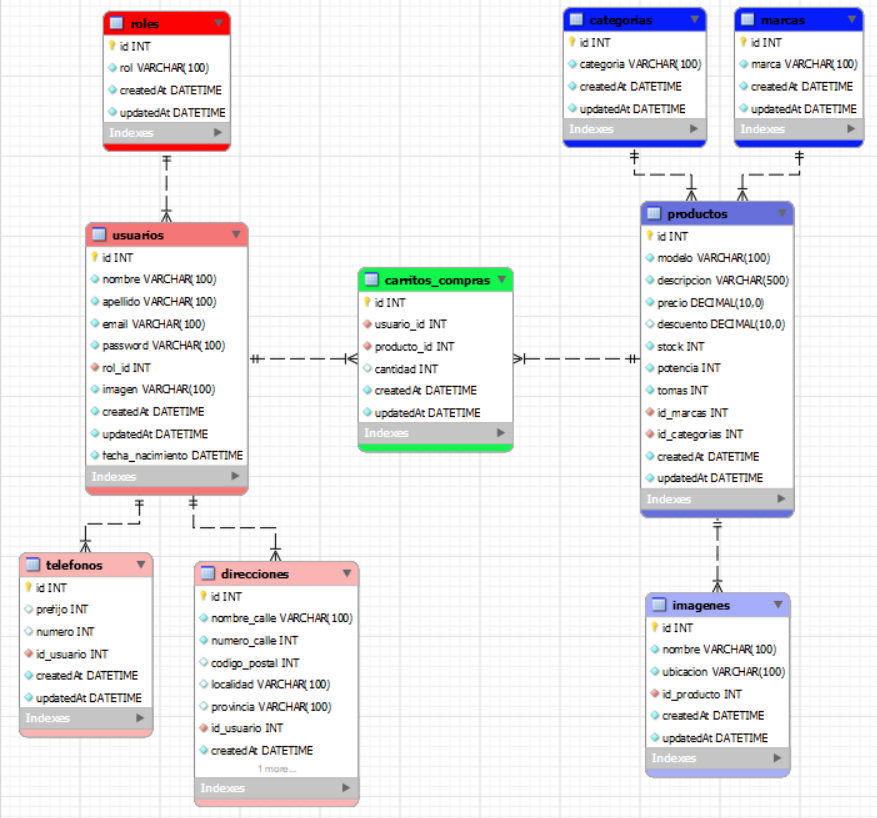 roles
id INT
rol VARCHAR(100)
createdAt DATETIME
updatedAt DATETIME
Indexes
categorias
id INT
categoria VARCHAR(100)
createdAt DATETIME
updatedAt DATETIME
Indexes
marcas
id INT
marca VARCHAR(100)
createdAt DATETIME
updatedAt DATETIME
Indexes
usuarios
id INT
nombre VARCHAR(100)
apellido VARCHAR(100)
email VARCHAR(100)
password VARCHAR(100)
rol_id INT
imagen VARCHAR(100)
createdAt DATETIME
updatedAt DATETIME
fecha_nacimiento DATETIME
Indexes
carritos_compras
id INT
usuario_id INT
producto_id INT
cantidad INT
createdAt DATETIME
updatedAt DATETIME
Indexes
productos
id INT
modelo VARCHAR(100)
descripcion VARCHAR(500)
precio DECIMAL(10,0)
descuento DECIMAL(10,0)
stock INT
potencia INT
tomas INT
id_marcas INT
id_categorias INT
createdAt DATETIME
updatedAt DATETIME
Indexes
telefonos
id INT
prefijo INT
numero INT
id_usuario INT
createdAt DATETIME
updatedAt DATETIME
Indexes
direcciones
id INT
nombre_calle VARCHAR(100)
numero_calle INT
codigo_postal INT
localidad VARCHAR(100)
provincia VARCHAR(100)
id_usuario INT
createdAt DATETIME
1 more...
Indexes
imagenes
id INT
nombre VARCHAR(100)
ubicacion VARCHAR(100)
id_producto INT
createdAt DATETIME
updatedAt DATETIME
Indexes